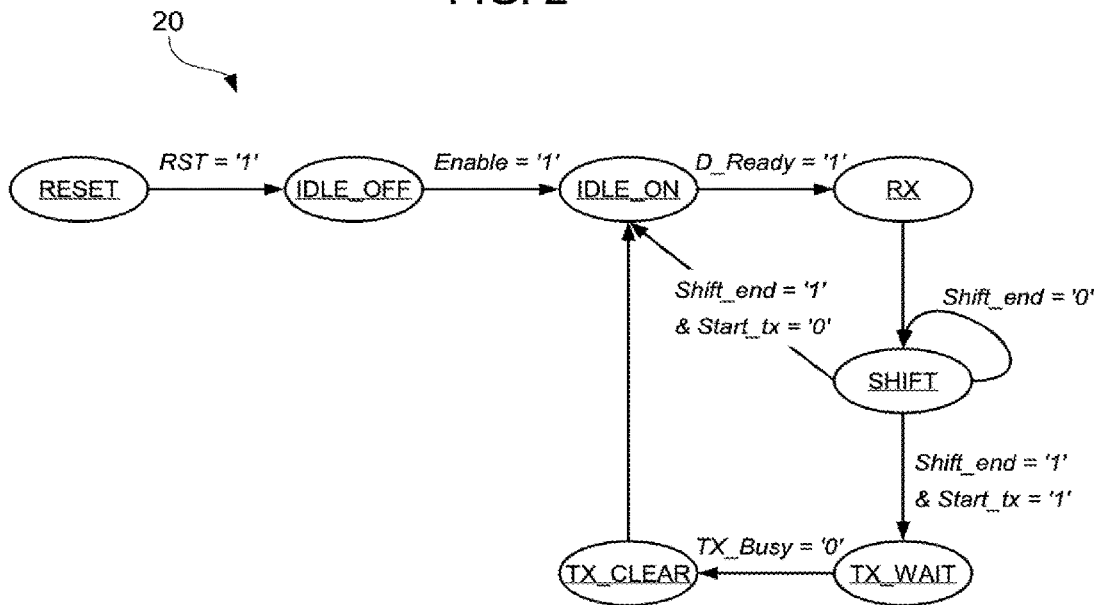 20
RST = '1'
Enable = '1'
D_Ready = '1'
RESET
IDLE_OFF
IDLE_ON
RX
Shift_end = '1'
& Start_tx = '0'
Shift_end = '0'
SHIFT
Shift_end = '1'
& Start_tx = '1'
TX_Busy = '0'
TX_CLEAR
TX_WAIT